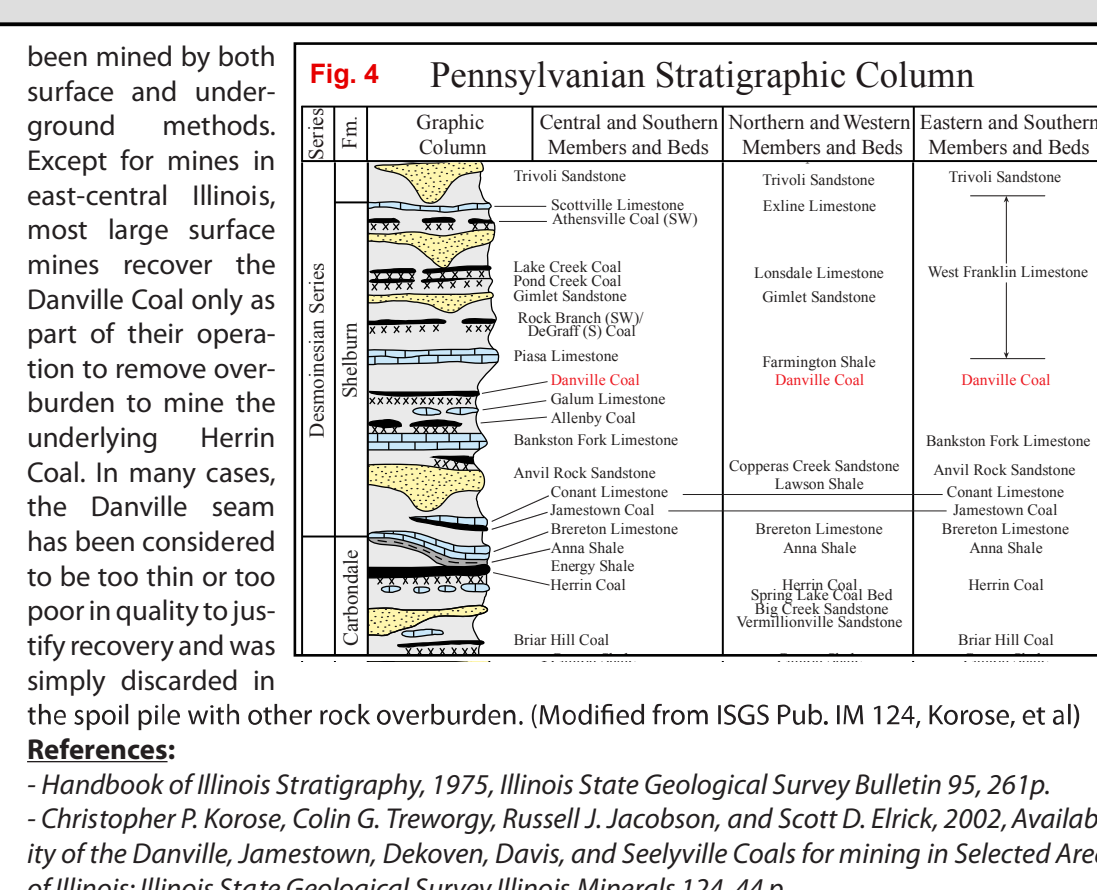 been mined by both
surface and under-
ground methods.
Except for mines in
east-central Illinois,
most large surface
mines recover the
Danville Coal only as
part of their opera-
tion to remove over-
burden to mine the
underlying Herrin
Coal. In many cases,
the Danville seam
has been considered
to be too thin or too
poor in quality to jus-
tify recovery and was
simply discarded in
the spoil pile with other rock overburden. (Modified from ISGS Pub. IM 124, Korose, et al)
Fig. 4 Pennsylvanian Stratigraphic Column
Series
Fm.
Graphic
Column
Central and Southern
Members and Beds
Northern and Western
Members and Beds
Eastern and Southern
Members and Beds
Desmoinesian Series
Shelburn
Carbondale
Trivoli Sandstone
Scottville Limestone
Athensville Coal (SW)
Lake Creek Coal
Pond Creek Coal
Gimlet Sandstone
Rock Branch (SW)/
DeGraff (S) Coal
Piasa Limestone
Danville Coal
Galum Limestone
Allenby Coal
Bankston Fork Limestone
Anvil Rock Sandstone
Conant Limestone
Jamestown Coal
Brereton Limestone
Anna Shale
Energy Shale
Herrin Coal
Briar Hill Coal
Trivoli Sandstone
Exline Limestone
Lonsdale Limestone
Gimlet Sandstone
Farmington Shale
Danville Coal
Copperas Creek Sandstone
Lawson Shale
Brereton Limestone
Anna Shale
Herrin Coal
Spring Lake Coal Bed
Big Creek Sandstone
Vermillionville Sandstone
Trivoli Sandstone
West Franklin Limestone
Danville Coal
Bankston Fork Limestone
Anvil Rock Sandstone
Conant Limestone
Jamestown Coal
Brereton Limestone
Anna Shale
Herrin Coal
Briar Hill Coal
References:
- Handbook of Illinois Stratigraphy, 1975, Illinois State Geological Survey Bulletin 95, 261p.
- Christopher P. Korose, Colin G. Treworgy, Russell J. Jacobson, and Scott D. Elrick, 2002, Availab
ity of the Danville, Jamestown, Dekoven, Davis, and Seelyville Coals for mining in Selected Area
of Illinois: Illinois State Geological Survey Illinois Minerals 124, 44 p.